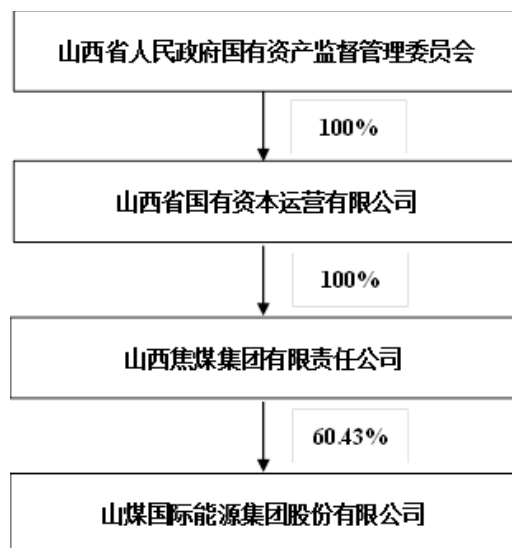 山西省人民政府国有资产监督管理委员会
100%
山西省国有资本运营有限公司
100%
山西焦煤集团有限责任公司
60.43%
山煤国际能源集团股份有限公司